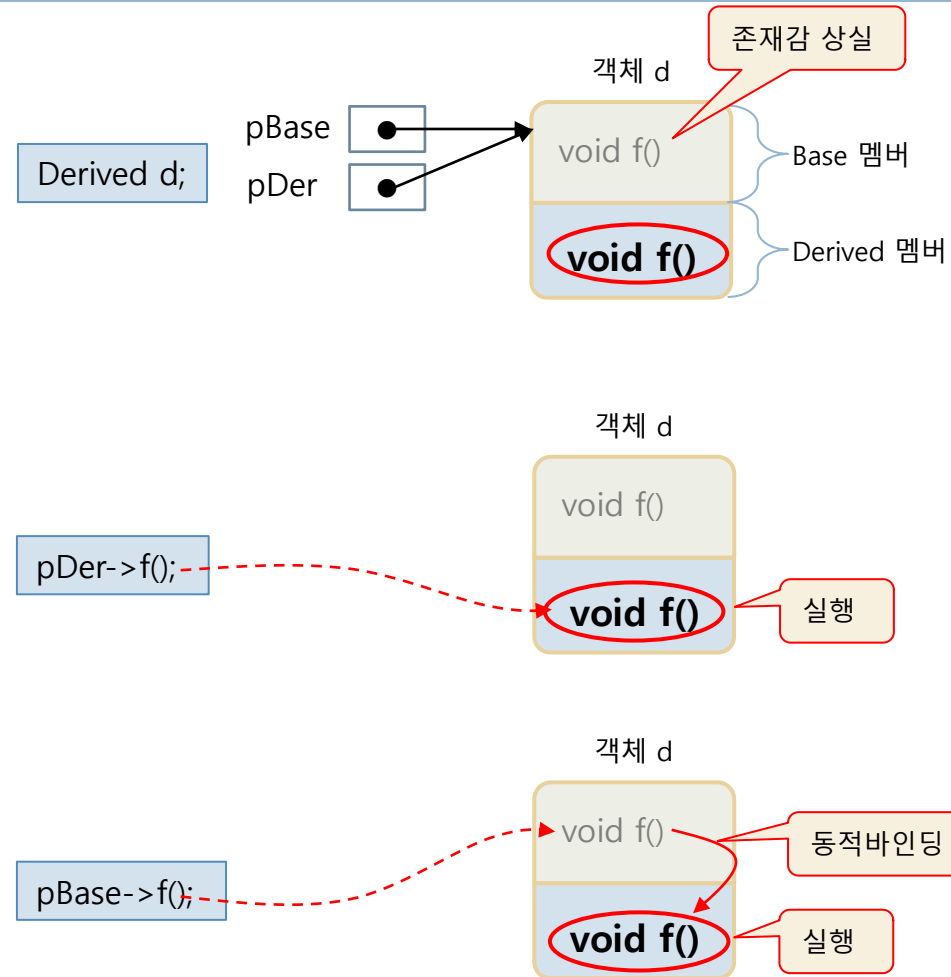 존재감 상실
객체 d
pBase
void f()
Base 멤버
Derived d;
pDer
void f()
Derived 멤버
객체 d
void f()
pDer->f();
void f()
실행
객체 d
void f()
동적바인딩
pBase->f();
void f()
실행